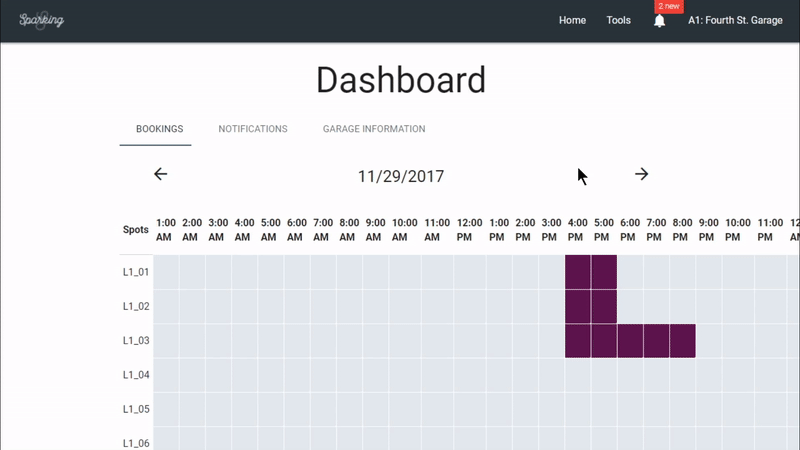 Sparking
2 new
Home Tools A1: Fourth St. Garage
Dashboard
BOOKINGS NOTIFICATIONS GARAGE INFORMATION
11/29/2017
Spots 1:00 AM 2:00 AM 3:00 AM 4:00 AM 5:00 AM 6:00 AM 7:00 AM 8:00 AM 9:00 AM 10:00 AM 11:00 AM 12:00 PM 1:00 PM 2:00 PM 3:00 PM 4:00 PM 5:00 PM 6:00 PM 7:00 PM 8:00 PM 9:00 PM 10:00 PM 11:00 PM
L1_01
L1_02
L1_03
L1_04
L1_05
L1_06